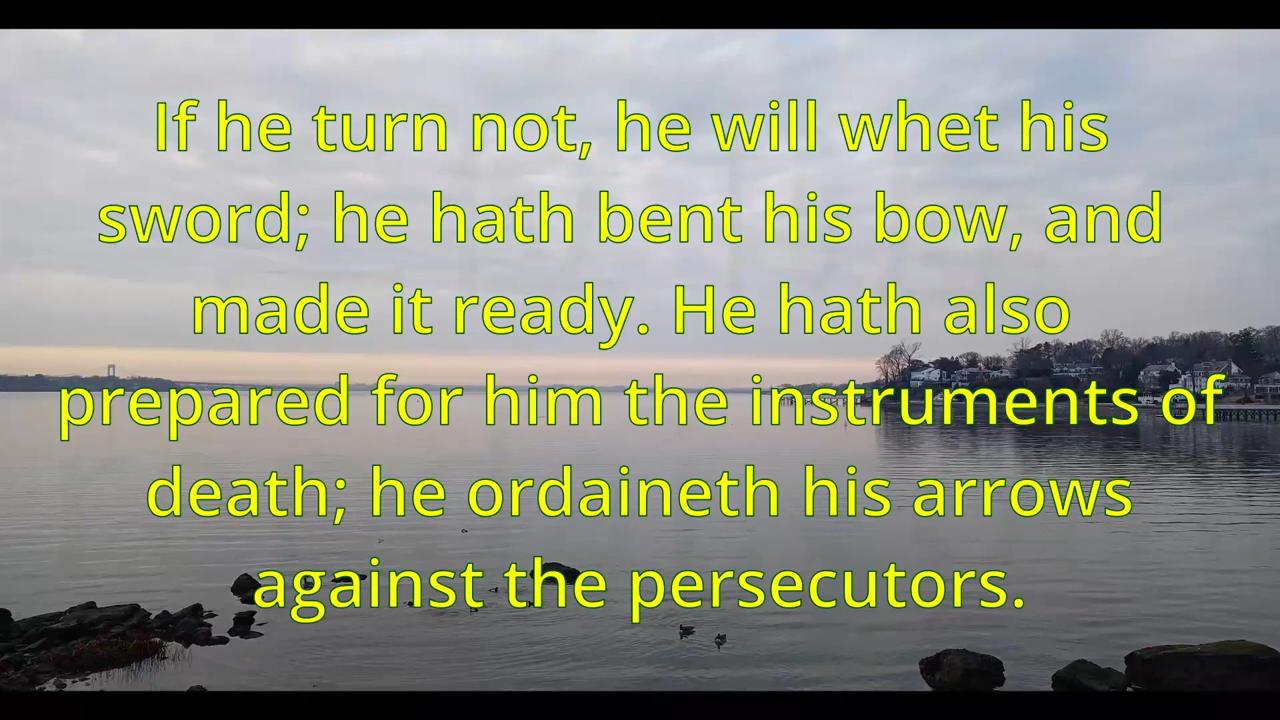 If he turn not, he will whet his
sword; he hath bent his bow, and
made it ready. He hath also
prepared for him the instruments of
death; he ordaineth his arrows
against the persecutors.